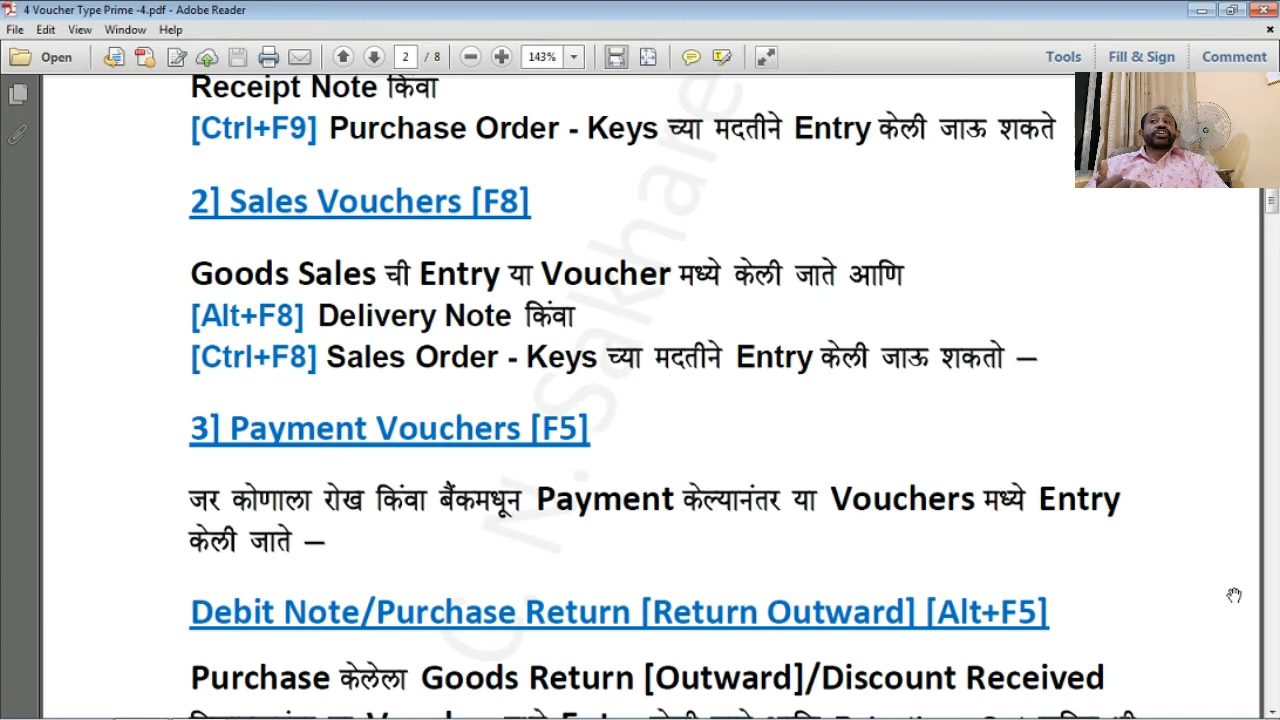 4 Voucher Type Prime -4.pdf - Adobe Reader
File Edit View Window Help
Open 2 / 8 143% Tools Fill & Sign Comment
Receipt Note किंवा
[Ctrl+F9] Purchase Order - Keys च्या मदतीने Entry केली जाऊ शकते
2] Sales Vouchers [F8]
Goods Sales ची Entry या Voucher मध्ये केली जाते आणि
[Alt+F8] Delivery Note किंवा
[Ctrl+F8] Sales Order - Keys च्या मदतीने Entry केली जाऊ शकतो –
3] Payment Vouchers [F5]
जर कोणाला रोख किंवा बैंकमधून Payment केल्यानंतर या Vouchers मध्ये Entry
केली जाते –
Debit Note/Purchase Return [Return Outward] [Alt+F5]
Purchase केलेला Goods Return [Outward]/Discount Received
C. N. Sakhare